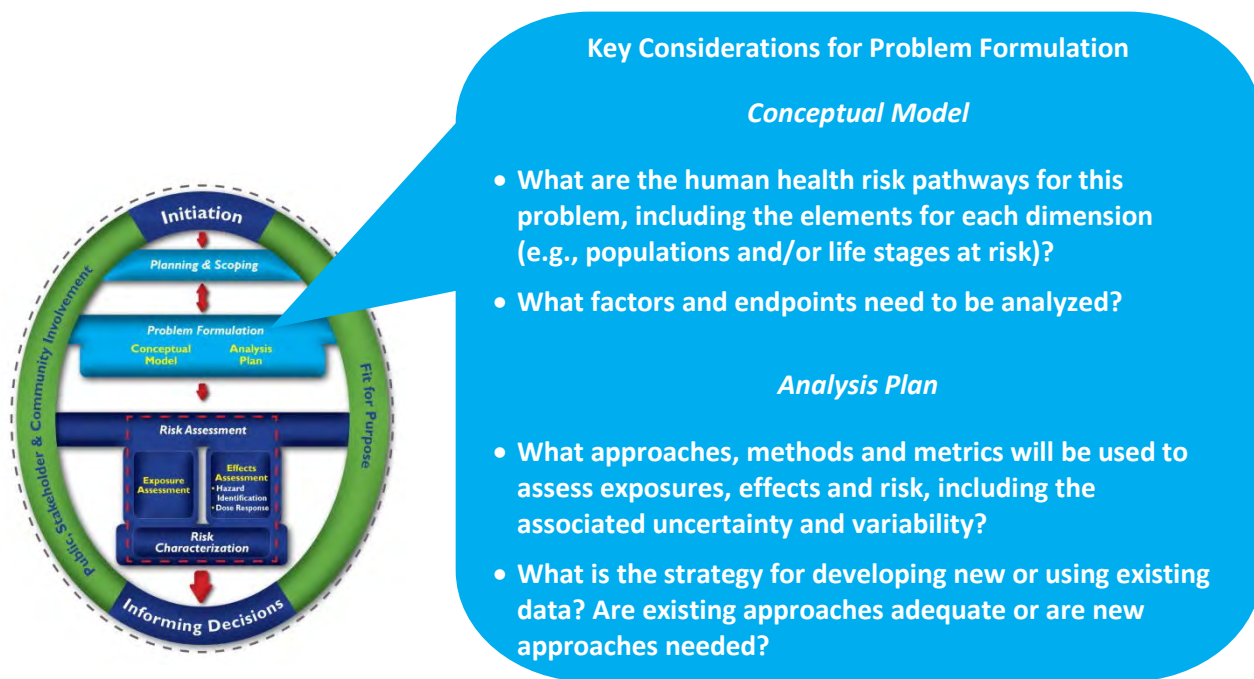 Key Considerations for Problem Formulation
Conceptual Model
• What are the human health risk pathways for this
problem, including the elements for each dimension
(e.g., populations and/or life stages at risk)?
• What factors and endpoints need to be analyzed?
Analysis Plan
• What approaches, methods and metrics will be used to
assess exposures, effects and risk, including the
associated uncertainty and variability?
• What is the strategy for developing new or using existing
data? Are existing approaches adequate or are new
approaches needed?
Initiation
Planning & Scoping
Problem Formulation
Conceptual
Model
Analysis
Plan
Risk Assessment
Exposure
Assessment
Effects
Assessment
• Hazard
Identification
• Dose Response
Risk
Characterization
Informing Decisions
Public, Stakeholder & Community Involvement
Fit for Purpose